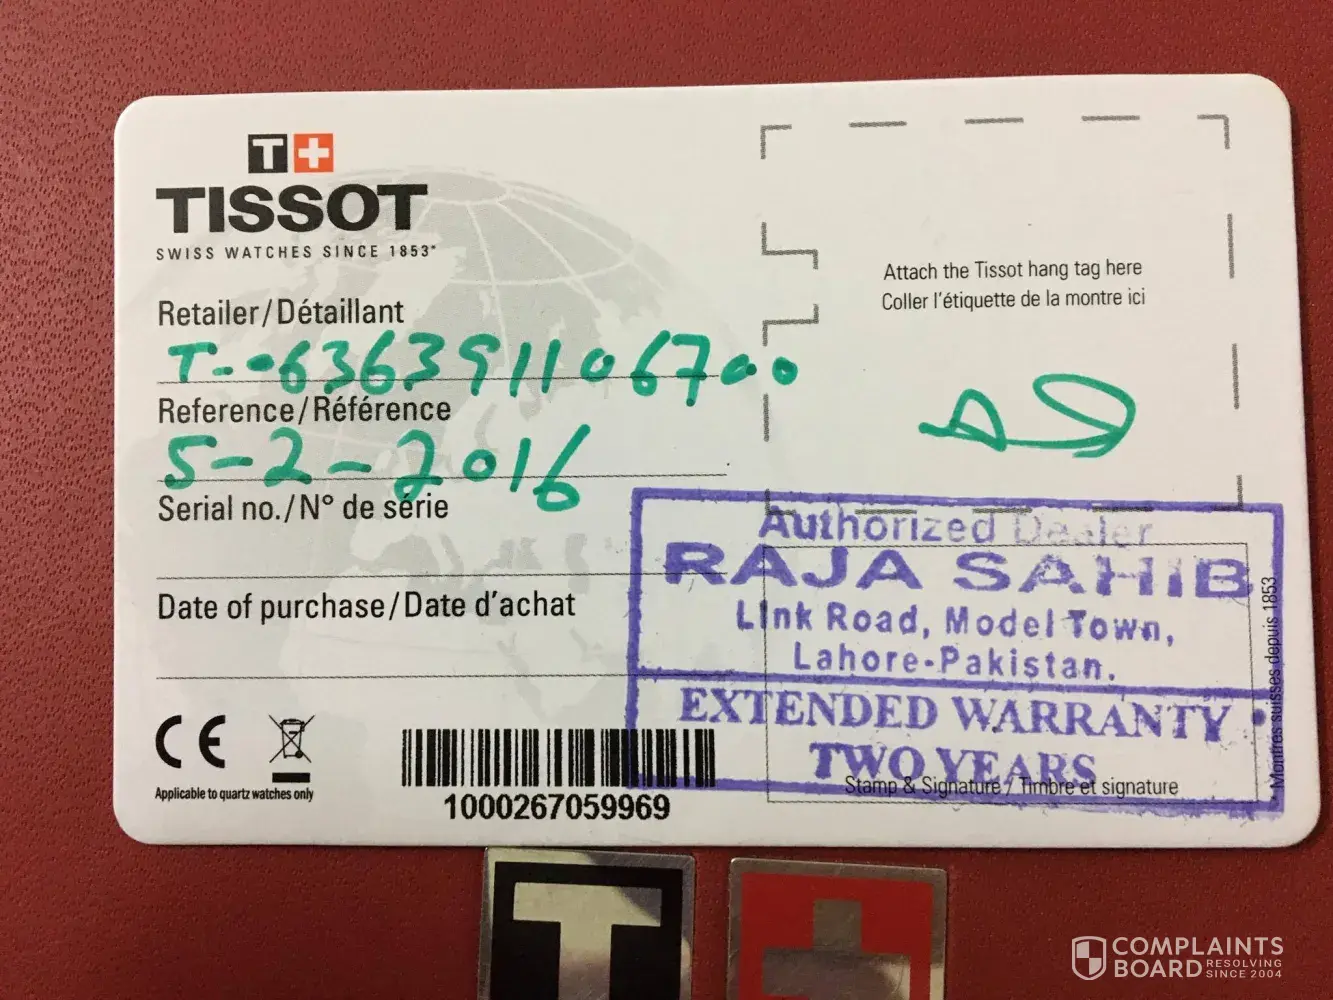 T+
TISSOT
SWISS WATCHES SINCE 1853*
Retailer/Détaillant
T--063639110670o
Reference/Référence
5-2-2016
Serial no./N° de série
Date of purchase/Date d'achat
CE
Applicable to quartz watches only
1000267059969
Attach the Tissot hang tag here
Coller l'étiquette de la montre ici
Authorized Dealer
RAJA SAHIB
Link Road, Model Town,
Lahore-Pakistan.
EXTENDED WARRANTY
TWO YEARS
Stamp & Signature / Timbre et signature
* Montres suisses depuis 1853
T
COMPLAINTS
BOARD RESOLVING
SINCE 2004